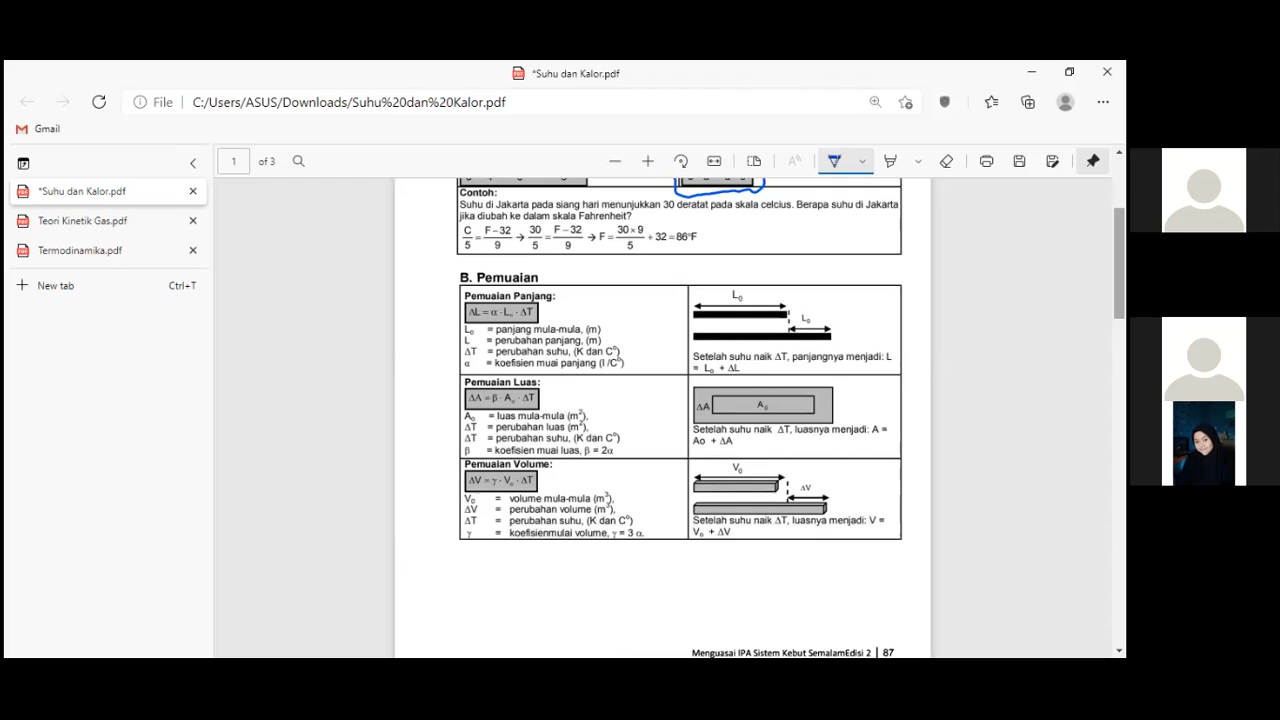 *Suhu dan Kalor.pdf
File C:/Users/ASUS/Downloads/Suhu%20dan%20Kalor.pdf
Gmail
1 of 3
*Suhu dan Kalor.pdf
Teori Kinetik Gas.pdf
Termodinamika.pdf
New tab Ctrl+T
Contoh:
Suhu di Jakarta pada siang hari menunjukkan 30 deratat pada skala celcius. Berapa suhu di Jakarta
jika diubah ke dalam skala Fahrenheit?
C/5 = F−32/9 → 30/5 = F−32/9 → F = 30×9/5 + 32 = 86°F
B. Pemuaian
Pemuaian Panjang:
ΔL = α · L₀ · ΔT
L₀ = panjang mula-mula, (m)
L = perubahan panjang, (m)
ΔT = perubahan suhu, (K dan C°)
α = koefisien muai panjang (l /C°)
L₀
L₀
Setelah suhu naik ΔT, panjangnya menjadi: L
= L₀ + ΔL
Pemuaian Luas:
ΔA = β · A₀ · ΔT
A₀ = luas mula-mula (m²),
ΔT = perubahan luas (m²),
ΔT = perubahan suhu, (K dan C°)
β = koefisien muai luas, β = 2α
ΔA A₀
Setelah suhu naik ΔT, luasnya menjadi: A =
Ao + ΔA
Pemuaian Volume:
ΔV = γ · V₀ · ΔT
V₀ = volume mula-mula (m³),
ΔV = perubahan volume (m³),
ΔT = perubahan suhu, (K dan C°)
γ = koefisienmulai volume, γ = 3 α.
V₀
ΔV
Setelah suhu naik ΔT, luasnya menjadi: V =
V₀ + ΔV
Menguasai IPA Sistem Kebut SemalamEdisi 2 | 87